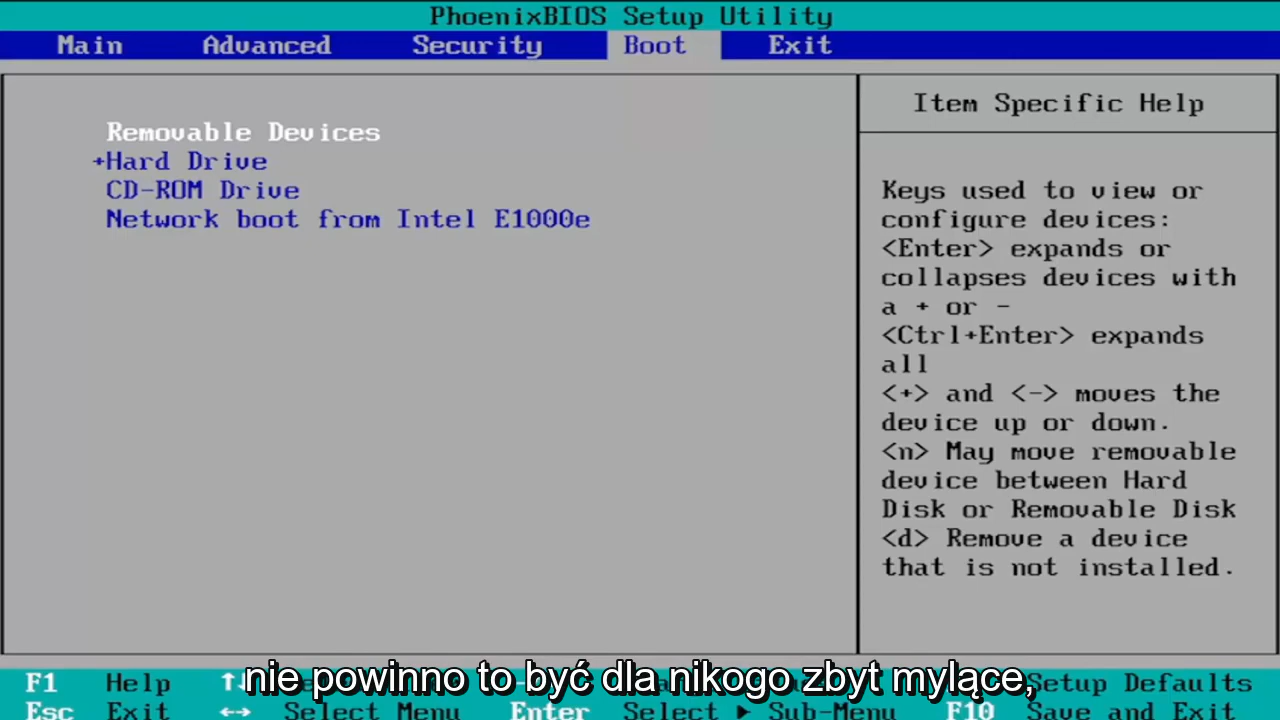 PhoenixBIOS Setup Utility
Main Advanced Security Boot Exit
Removable Devices
+Hard Drive
CD-ROM Drive
Network boot from Intel E1000e
Item Specific Help
Keys used to view or
configure devices:
<Enter> expands or
collapses devices with
a + or -
<Ctrl+Enter> expands
all
<+> and <-> moves the
device up or down.
<n> May move removable
device between Hard
Disk or Removable Disk
<d> Remove a device
that is not installed.
nie powinno to być dla nikogo zbyt mylące,
F1 Help ↑↓ Setup Defaults
Esc Exit ↔ Select Menu Enter Select ▶ Sub-Menu F10 Save and Exit